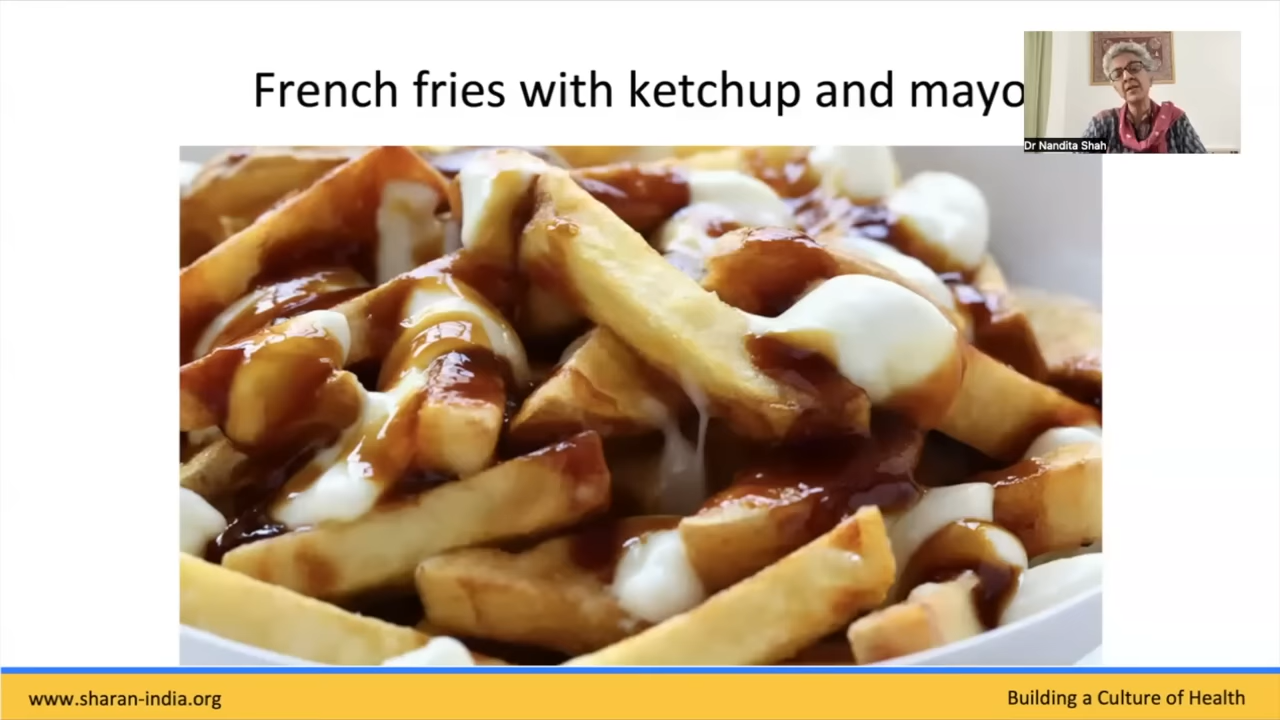 French fries with ketchup and mayo
Dr Nandita Shah
www.sharan-india.org
Building a Culture of Health